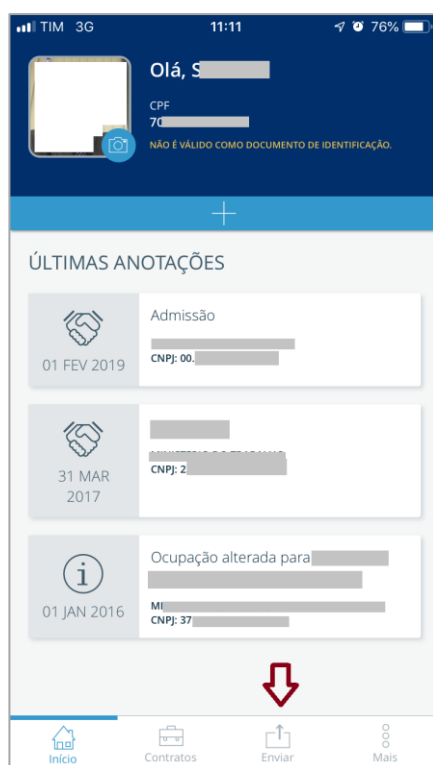 TIM 3G 11:11 76%
Olá, S
CPF
70
NÃO É VÁLIDO COMO DOCUMENTO DE IDENTIFICAÇÃO.
ÚLTIMAS ANOTAÇÕES
Admissão
CNPJ: 00.
01 FEV 2019
CNPJ: 2
31 MAR
2017
Ocupação alterada para
MI
CNPJ: 37
01 JAN 2016
Início Contratos Enviar Mais